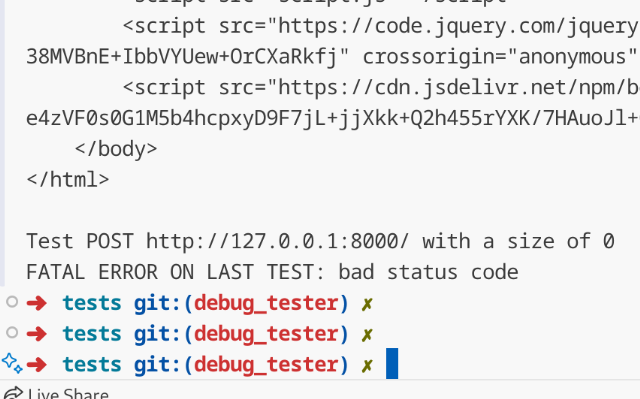 <script src="https://code.jquery.com/jquery
38MVBnE+IbbVYUew+OrCXaRkfj" crossorigin="anonymous"
<script src="https://cdn.jsdelivr.net/npm/b
e4zVF0s0G1M5b4hcpxyD9F7jL+jjXkk+Q2h455rYXK/7HAuoJl+
</body>
</html>
Test POST http://127.0.0.1:8000/ with a size of 0
FATAL ERROR ON LAST TEST: bad status code
➜ tests git:(debug_tester) ✗
➜ tests git:(debug_tester) ✗
➜ tests git:(debug_tester) ✗
Live Share